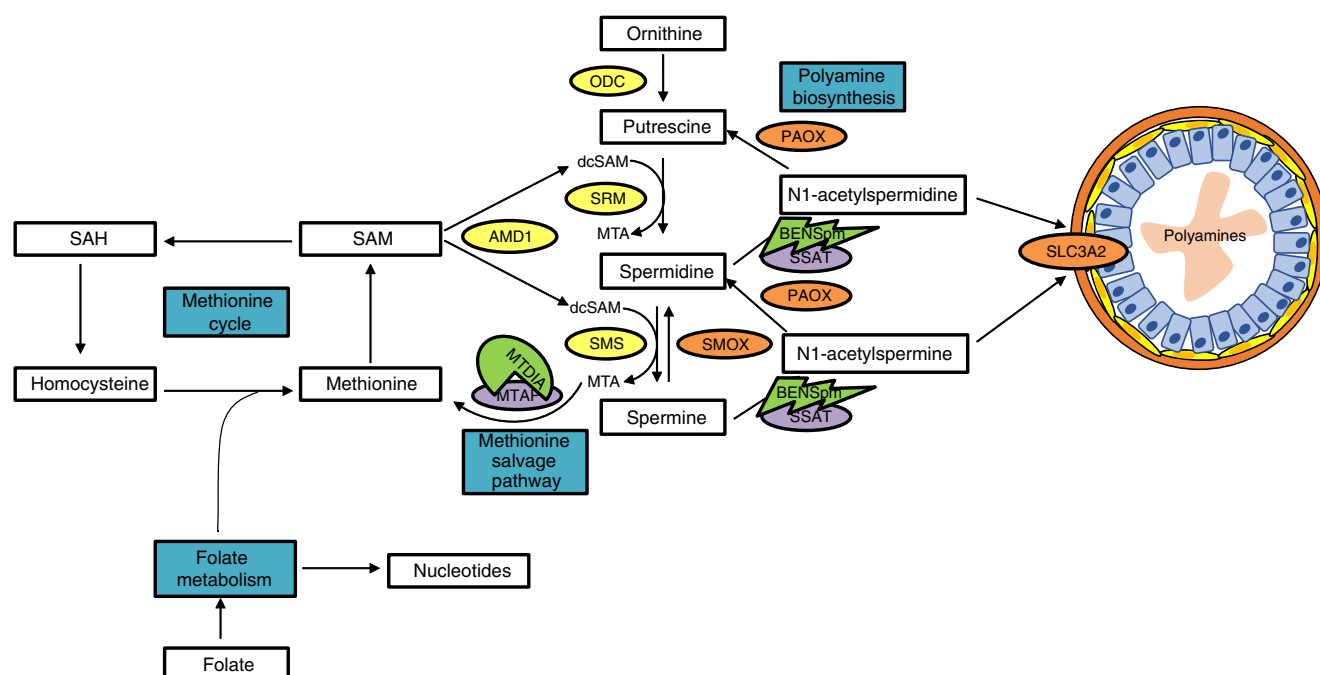 Ornithine
ODC
Polyamine
biosynthesis
Putrescine
PAOX
dcSAM
SRM
N1-acetylspermidine
SAH
SAM
AMD1
MTA
BENSpm
SSAT
Polyamines
SLC3A2
Spermidine
PAOX
Methionine
cycle
dcSAM
SMS
SMOX
N1-acetylspermine
MTDIA
MTAP
MTA
Homocysteine
Methionine
BENSpm
SSAT
Spermine
Methionine
salvage
pathway
Folate
metabolism
Nucleotides
Folate